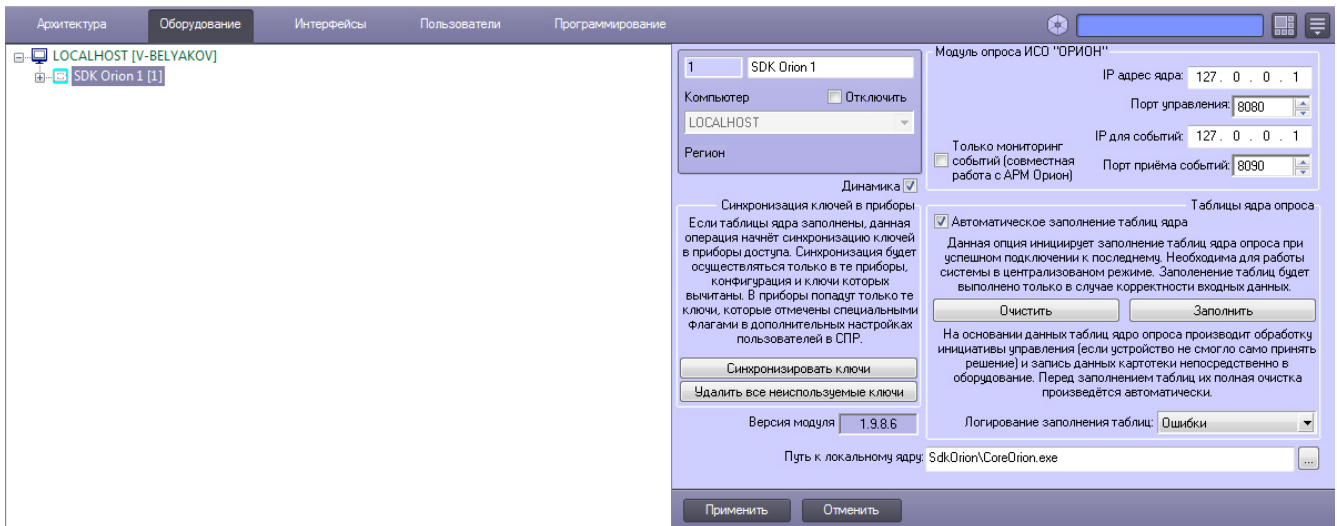 Архитектура
Оборудование
Интерфейсы
Пользователи
Программирование
LOCALHOST [V-BELYAKOV]
SDK Orion 1 [1]
1
SDK Orion 1
Компьютер
Отключить
LOCALHOST
Регион
Динамика
Модуль опроса ИСО "ОРИОН"
IP адрес ядра: 127 . 0 . 0 . 1
Порт управления: 8080
IP для событий: 127 . 0 . 0 . 1
Порт приёма событий: 8090
Только мониторинг
событий (совместная
работа с АРМ Орион)
Синхронизация ключей в приборы
Если таблицы ядра заполнены, данная
операция начнёт синхронизацию ключей
в приборы доступа. Синхронизация будет
осуществляться только в те приборы,
конфигурация и ключи которых
вычитаны. В приборы попадут только те
ключи, которые отмечены специальными
флагами в дополнительных настройках
пользователей в СПР.
Синхронизировать ключи
Удалить все неиспользуемые ключи
Версия модуля 1.9.8.6
Таблицы ядра опроса
Автоматическое заполнение таблиц ядра
Данная опция инициирует заполнение таблиц ядра опроса при
успешном подключении к последнему. Необходима для работы
системы в централизованом режиме. Заполенение таблиц будет
выполнено только в случае корректности входных данных.
Очистить
Заполнить
На основании данных таблиц ядро опроса производит обработку
инициативы управления (если устройство не смогло само принять
решение) и запись данных картотеки непосредственно в
оборудование. Перед заполнением таблиц их полная очистка
произведётся автоматически.
Логирование заполнения таблиц: Ошибки
Путь к локальному ядру: SdkOrion\CoreOrion.exe
...
Применить
Отменить